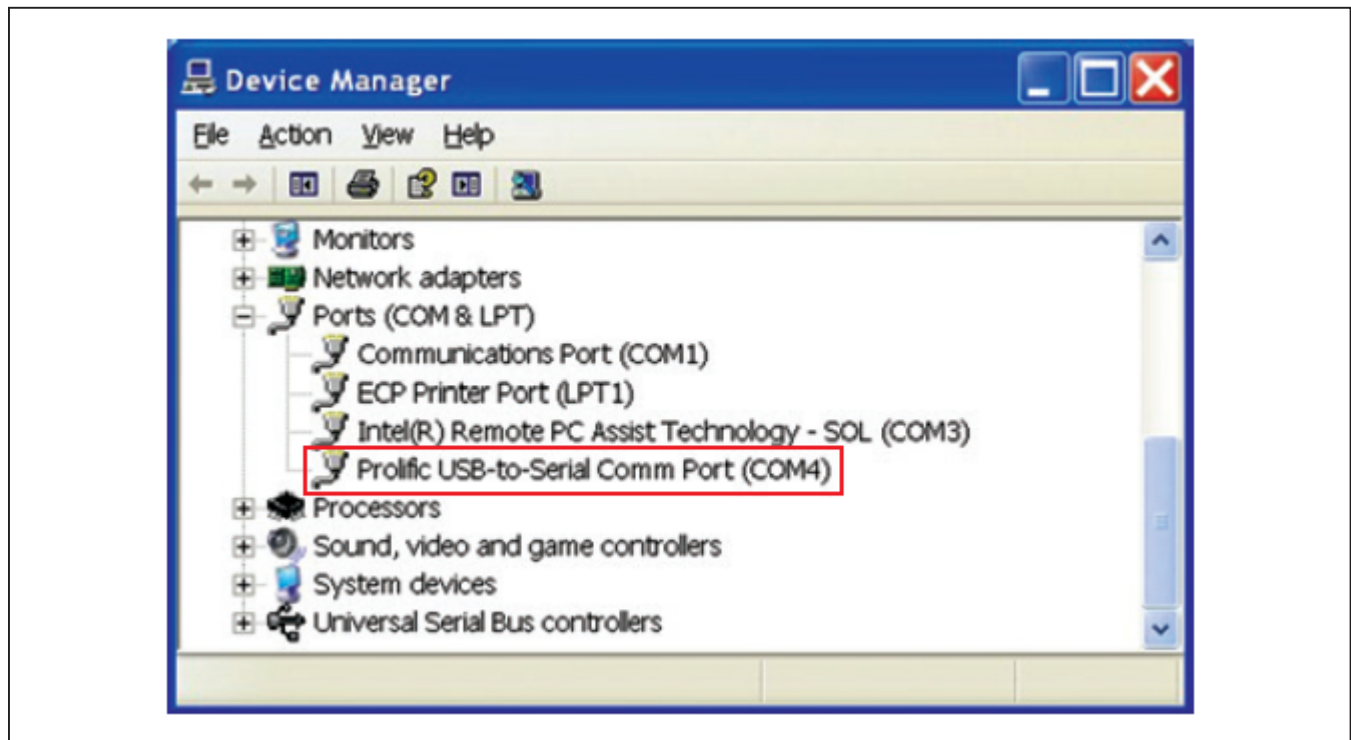 Device Manager
File Action View Help
Monitors
Network adapters
Ports (COM & LPT)
Communications Port (COM1)
ECP Printer Port (LPT1)
Intel(R) Remote PC Assist Technology - SOL (COM3)
Prolific USB-to-Serial Comm Port (COM4)
Processors
Sound, video and game controllers
System devices
Universal Serial Bus controllers